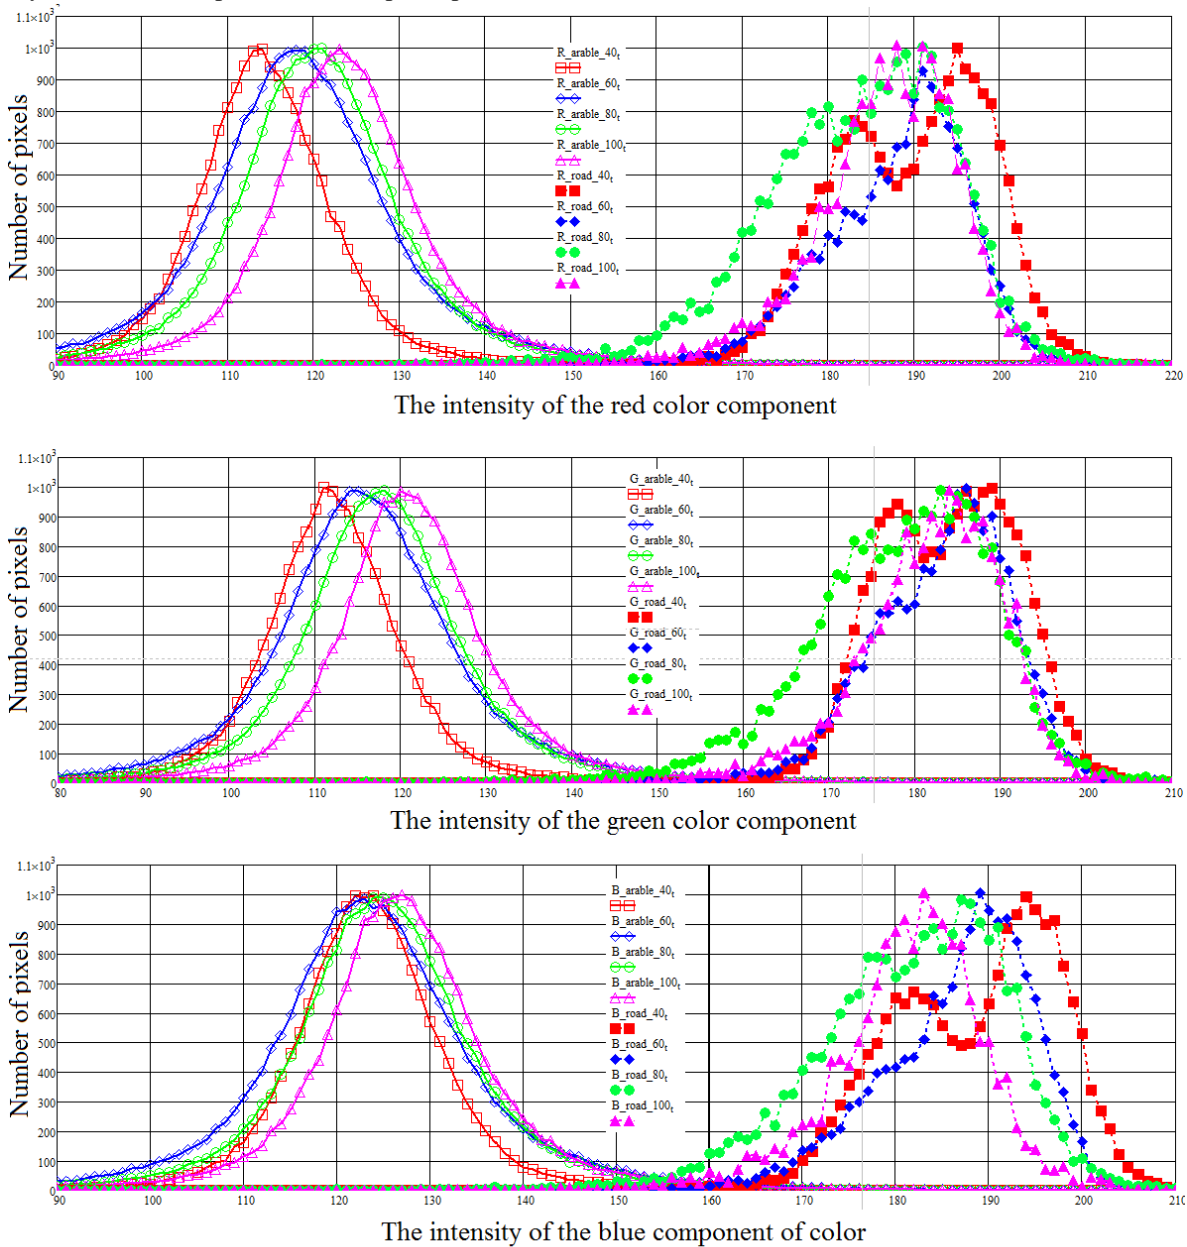 1.1×10³
1×10³
900
800
700
600
500
400
300
200
100
0
Number of pixels
R_arable_40t
R_arable_60t
R_arable_80t
R_arable_100t
R_road_40t
R_road_60t
R_road_80t
R_road_100t
90 100 110 120 130 140 150 160 170 180 190 200 210 220
The intensity of the red color component
1.1×10³
1×10³
900
800
700
600
500
400
300
200
100
0
Number of pixels
G_arable_40t
G_arable_60t
G_arable_80t
G_arable_100t
G_road_40t
G_road_60t
G_road_80t
G_road_100t
80 90 100 110 120 130 140 150 160 170 180 190 200 210
The intensity of the green color component
1.1×10³
1×10³
900
800
700
600
500
400
300
200
100
0
Number of pixels
B_arable_40t
B_arable_60t
B_arable_80t
B_arable_100t
B_road_40t
B_road_60t
B_road_80t
B_road_100t
90 100 110 120 130 140 150 160 170 180 190 200 210
The intensity of the blue component of color